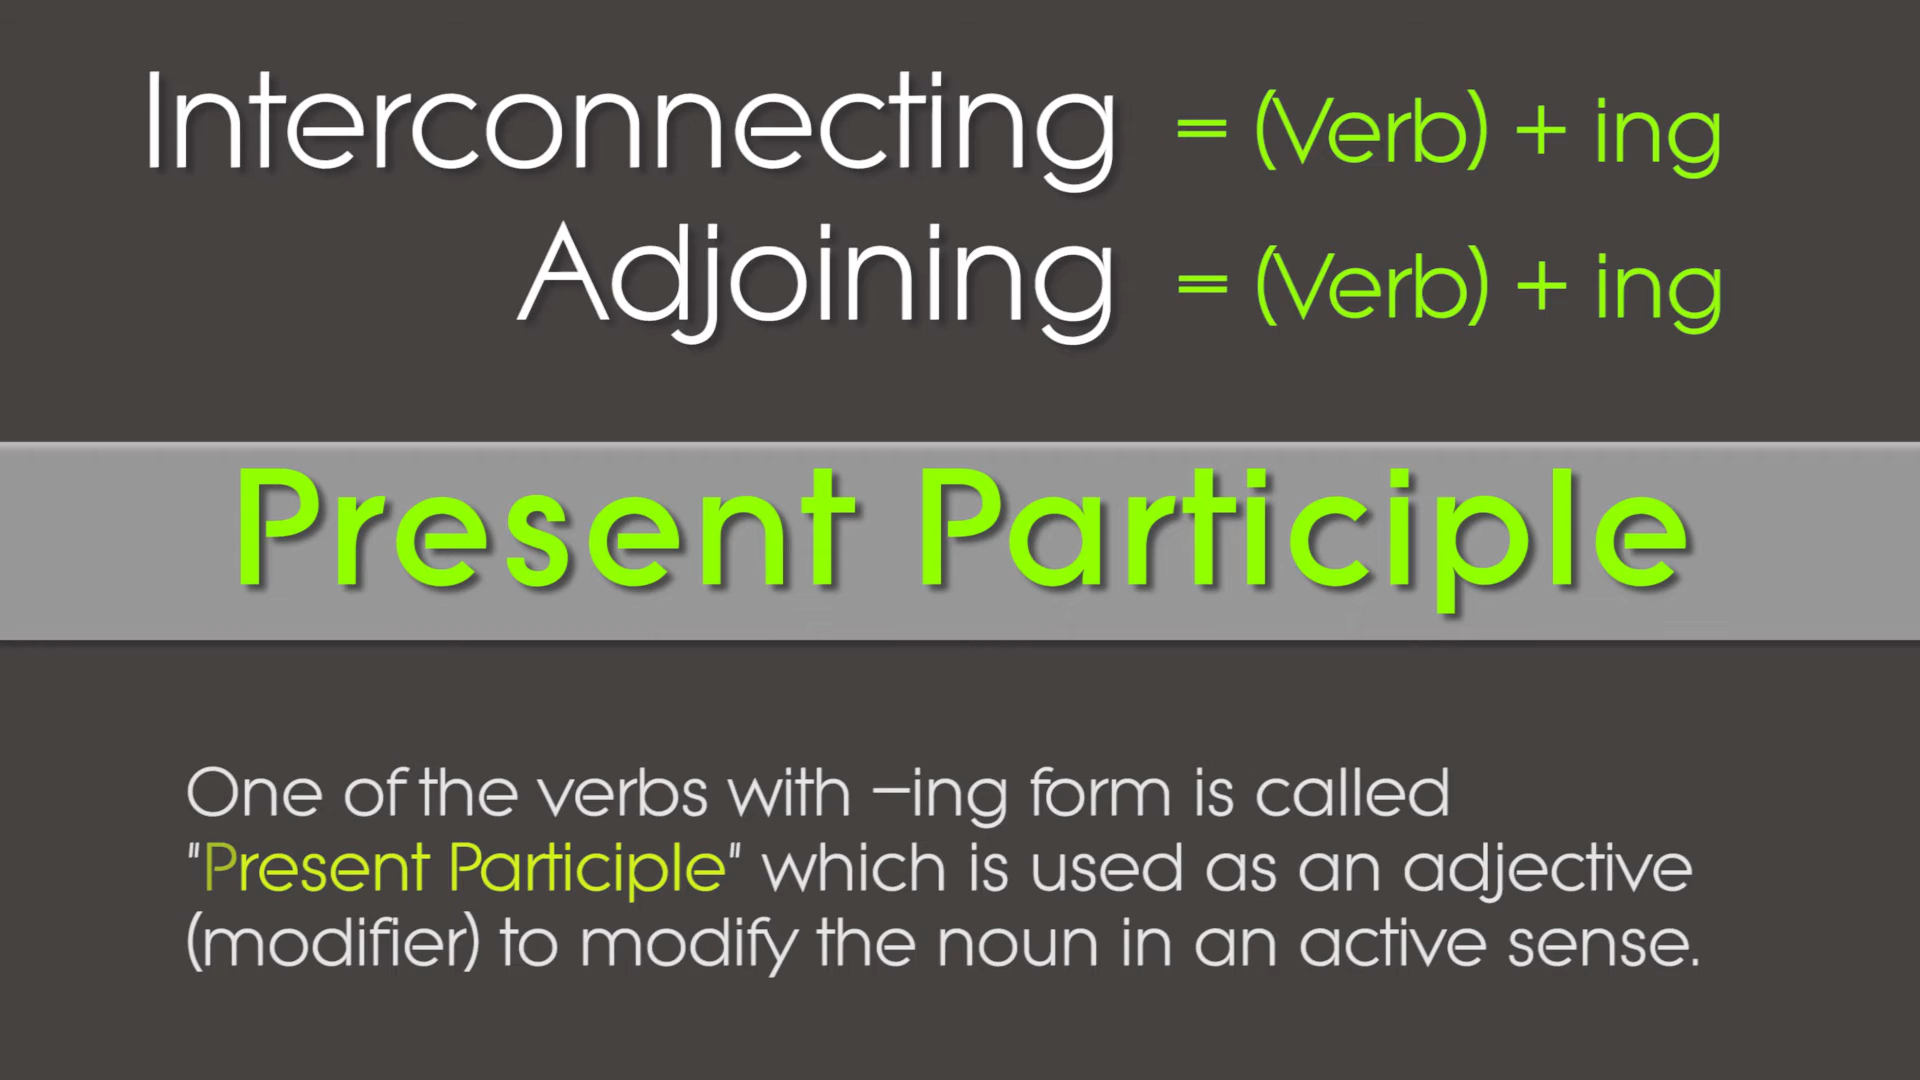 Interconnecting = (Verb) + ing
Adjoining = (Verb) + ing
Present Participle
One of the verbs with –ing form is called
"Present Participle" which is used as an adjective
(modifier) to modify the noun in an active sense.